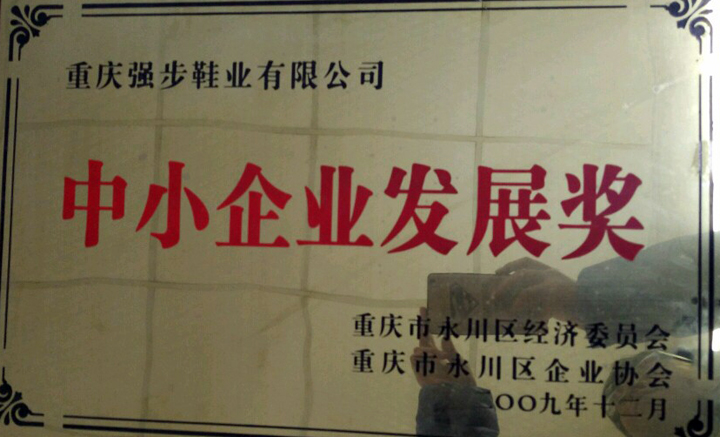 重庆强步鞋业有限公司
中小企业发展奖
重庆市永川区经济委员会
重庆市永川区企业协会
二〇〇九年十二月